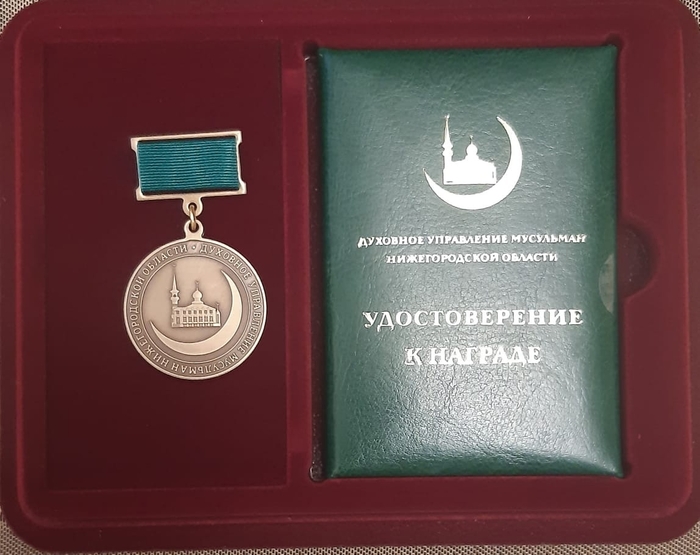 ДУХОВНОЕ УПРАВЛЕНИЕ МУСУЛЬМАН НИЖЕГОРОДСКОЙ ОБЛАСТИ •
ДУХОВНОЕ УПРАВЛЕНИЕ МУСУЛЬМАН
НИЖЕГОРОДСКОЙ ОБЛАСТИ
УДОСТОВЕРЕНИЕ
К НАГРАДЕ